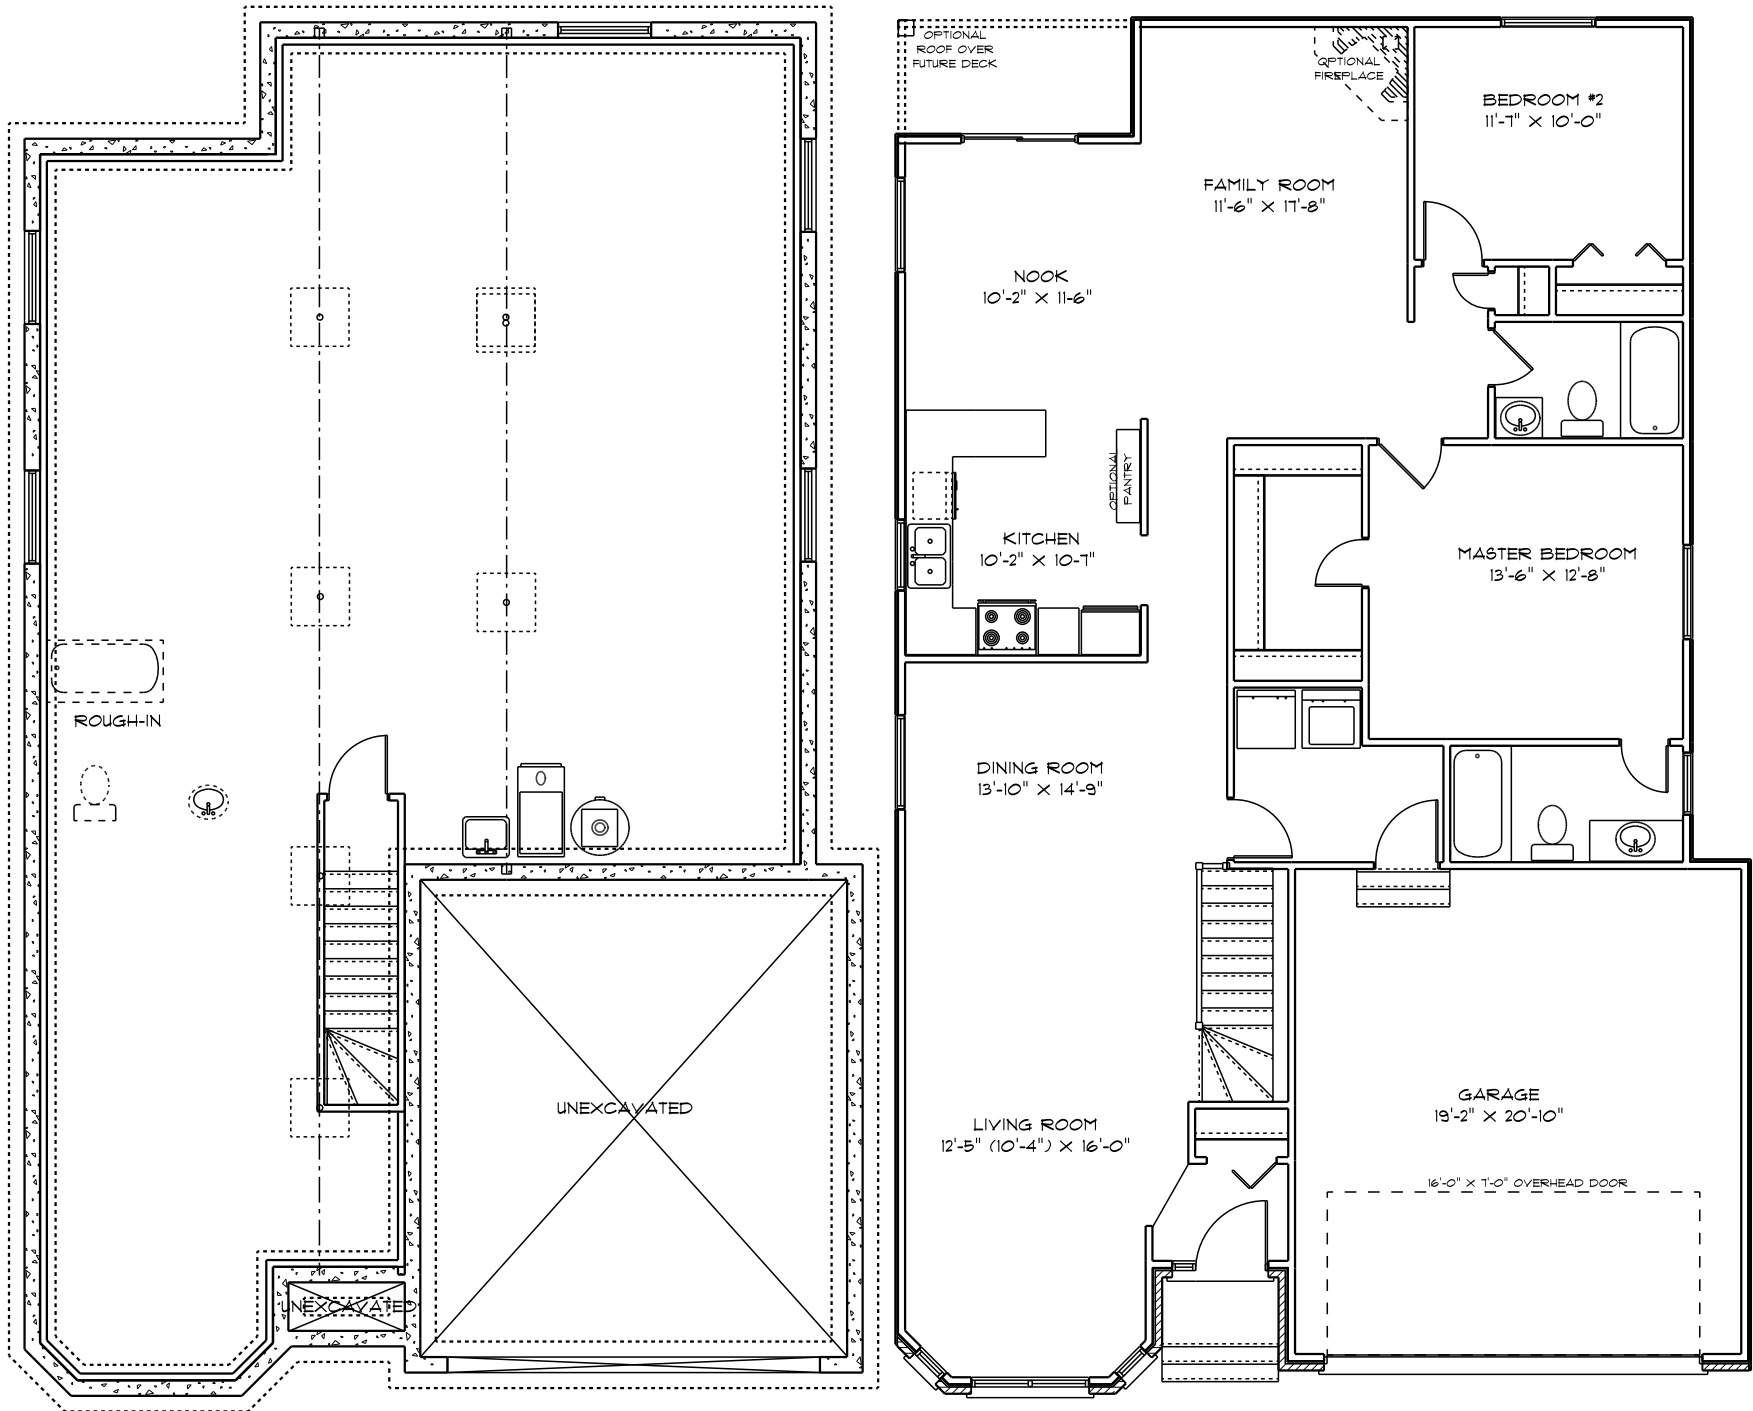 ROUGH-IN
UNEXCAVATED
UNEXCAVATED
OPTIONAL
ROOF OVER
FUTURE DECK
OPTIONAL
FIREPLACE
BEDROOM #2
11'-7" X 10'-0"
FAMILY ROOM
11'-6" X 17'-8"
NOOK
10'-2" X 11-6"
OPTIONAL
PANTRY
KITCHEN
10'-2" X 10-7"
MASTER BEDROOM
13'-6" X 12'-8"
DINING ROOM
13'-10" X 14'-9"
GARAGE
19'-2" X 20'-10"
LIVING ROOM
12'-5" (10'-4") X 16'-0"
16'-0" X 7'-0" OVERHEAD DOOR